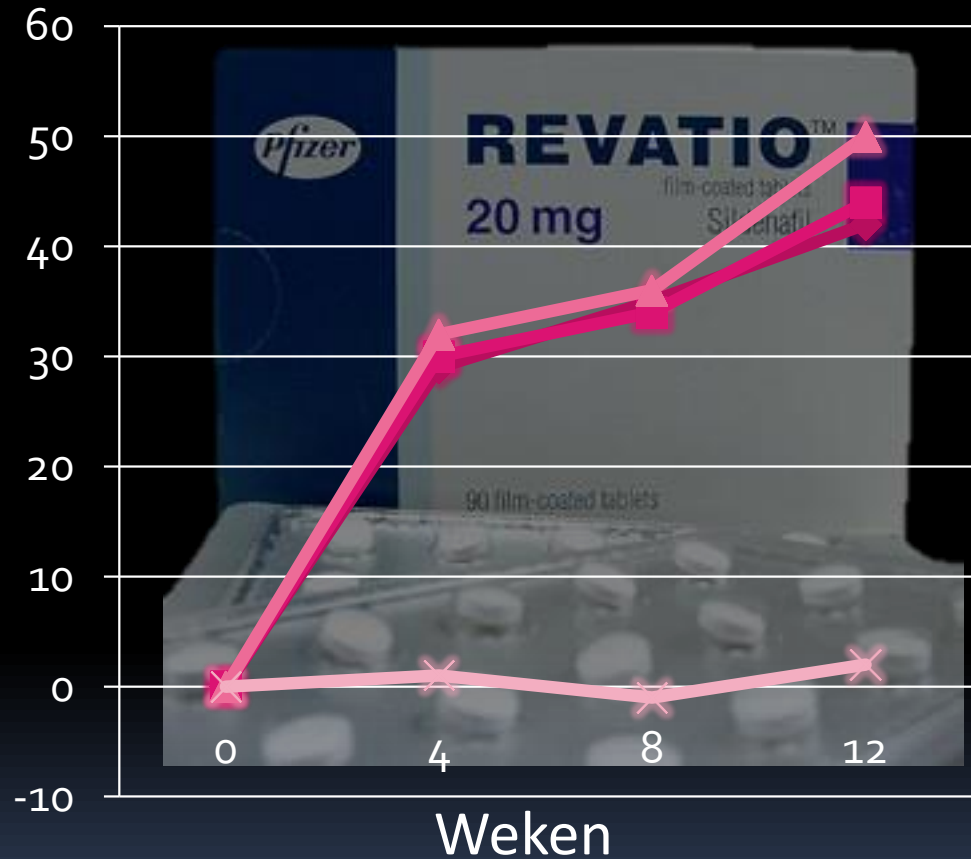 60
50
40
30
20
10
0
-10
Pfizer
REVATIO™
film-coated tablets
20 mg
Sildenafil
90 film-coated tablets
0 4 8 12
Weken